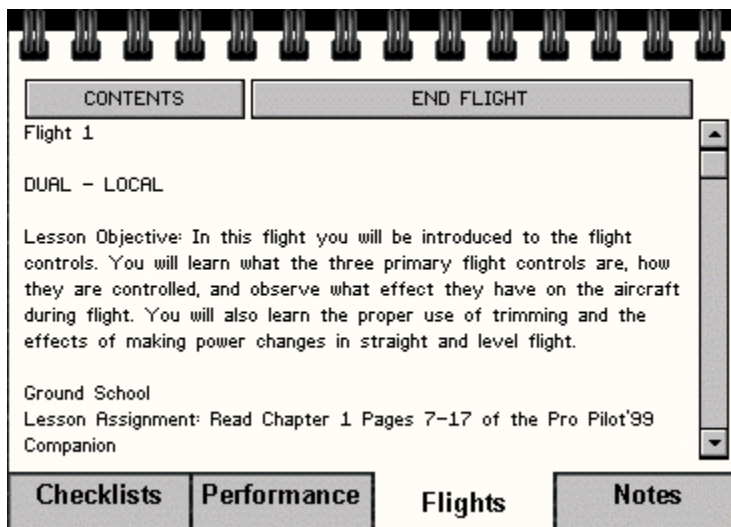 CONTENTS
END FLIGHT
Flight 1
DUAL - LOCAL
Lesson Objective: In this flight you will be introduced to the flight
controls. You will learn what the three primary flight controls are, how
they are controlled, and observe what effect they have on the aircraft
during flight. You will also learn the proper use of trimming and the
effects of making power changes in straight and level flight.
Ground School
Lesson Assignment: Read Chapter 1 Pages 7-17 of the Pro Pilot'99
Companion
Checklists
Performance
Flights
Notes